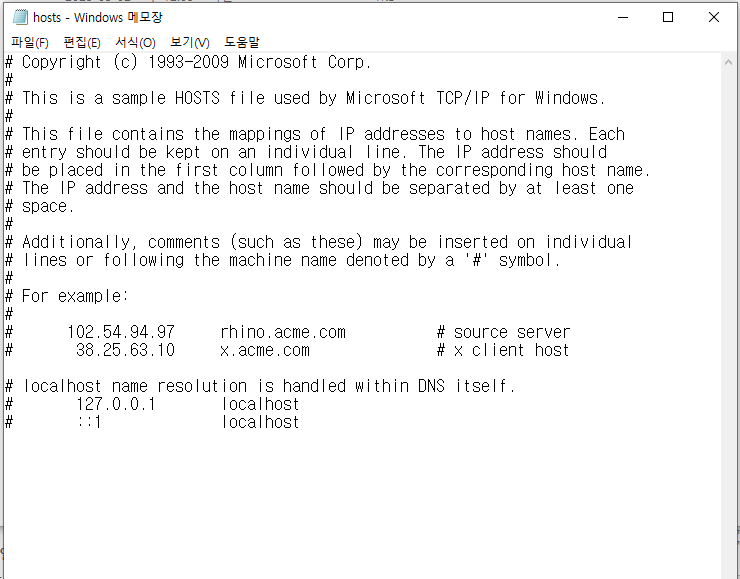 hosts - Windows 메모장
파일(F) 편집(E) 서식(O) 보기(V) 도움말
# Copyright (c) 1993-2009 Microsoft Corp.
#
# This is a sample HOSTS file used by Microsoft TCP/IP for Windows.
#
# This file contains the mappings of IP addresses to host names. Each
# entry should be kept on an individual line. The IP address should
# be placed in the first column followed by the corresponding host name.
# The IP address and the host name should be separated by at least one
# space.
#
# Additionally, comments (such as these) may be inserted on individual
# lines or following the machine name denoted by a '#' symbol.
#
# For example:
#
#      102.54.94.97     rhino.acme.com          # source server
#       38.25.63.10     x.acme.com              # x client host

# localhost name resolution is handled within DNS itself.
#       127.0.0.1       localhost
#       ::1             localhost